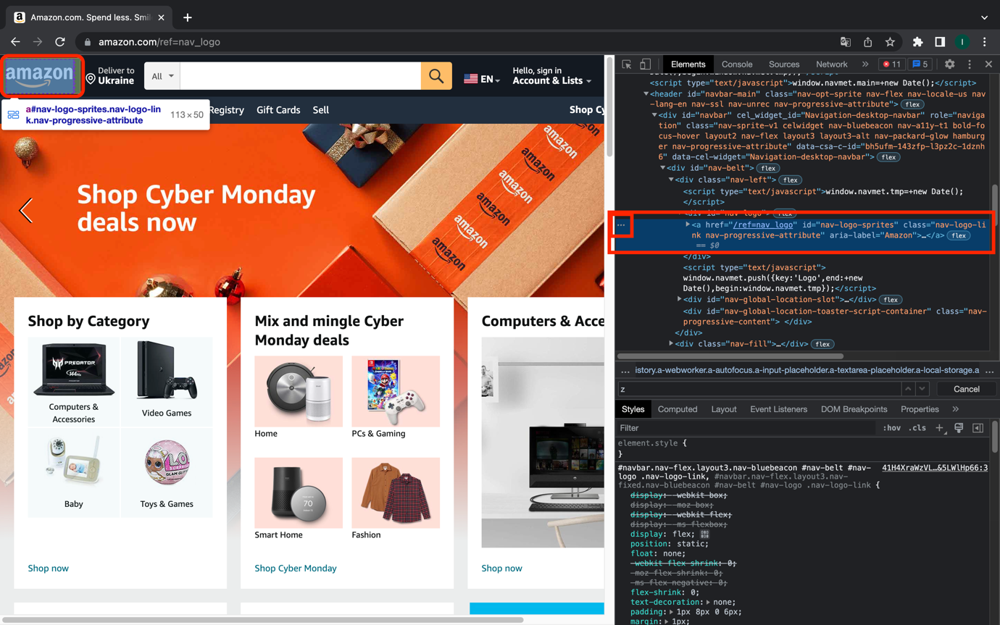 Amazon.com. Spend less. Smil
amazon.com/ref=nav_logo
I
amazon
Deliver to
Ukraine
All
EN
Hello, sign in
Account & Lists
a#nav-logo-sprites.nav-logo-lin
k.nav-progressive-attribute
113 × 50
Registry
Gift Cards
Sell
Shop Cy
Shop Cyber Monday
deals now
amazon
amazon
amazon
amazon
amazon
amazon
Shop by Category
PREDATOR
144Hz
Computers &
Accessories
Video Games
Baby
Toys & Games
Shop now
Mix and mingle Cyber
Monday deals
Home
PCs & Gaming
70
Smart Home
Fashion
Shop Cyber Monday
Computers & Acce
Shop now
Elements
Console
Sources
Network
»
11
5
<script type="text/javascript">window.navmet.main=+new Date();</script>
<header id="navbar-main" class="nav-opt-sprite nav-flex nav-locale-us nav
-lang-en nav-ssl nav-unrec nav-progressive-attribute"> flex
<div id="navbar" cel_widget_id="Navigation-desktop-navbar" role="naviga
tion" class="nav-sprite-v1 celwidget nav-bluebeacon nav-a11y-t1 bold-fo
cus-hover layout2 nav-flex layout3 layout3-alt nav-packard-glow hamburg
er nav-progressive-attribute" data-csa-c-id="bh5ufm-143zfp-l3pz2c-1dznh
6" data-cel-widget="Navigation-desktop-navbar"> flex
<div id="nav-belt"> flex
<div class="nav-left"> flex
<script type="text/javascript">window.navmet.tmp=+new Date();
</script>
<div id="nav-logo"> flex
… <a href="/ref=nav_logo" id="nav-logo-sprites" class="nav-logo-li
nk nav-progressive-attribute" aria-label="Amazon">…</a> flex
== $0
</div>
<script type="text/javascript">
window.navmet.push({key:'Logo',end:+new
Date(),begin:window.navmet.tmp});</script>
<div id="nav-global-location-slot">…</div> flex
<div id="nav-global-location-toaster-script-container" class="nav-
progressive-content"> </div>
</div>
<div class="nav-fill">…</div> flex
… istory.a-webworker.a-autofocus.a-input-placeholder.a-textarea-placeholder.a-local-storage.a …
z
Cancel
Styles
Computed
Layout
Event Listeners
DOM Breakpoints
Properties
»
Filter
:hov
.cls
element.style {
}
#navbar.nav-flex.layout3.nav-bluebeacon #nav-belt #nav- 41H4XraWzVL…&5LWlHp66:3
logo .nav-logo-link, #navbar.nav-flex.layout3.nav-
fixed.nav-bluebeacon #nav-belt #nav-logo .nav-logo-link {
display: -webkit-box;
display: -moz-box;
display: -webkit-flex;
display: -ms-flexbox;
display: flex;
position: static;
float: none;
-webkit-flex-shrink: 0;
-moz-flex-shrink: 0;
-ms-flex-negative: 0;
flex-shrink: 0;
text-decoration: none;
padding: 1px 8px 0 6px;
margin: 1px;